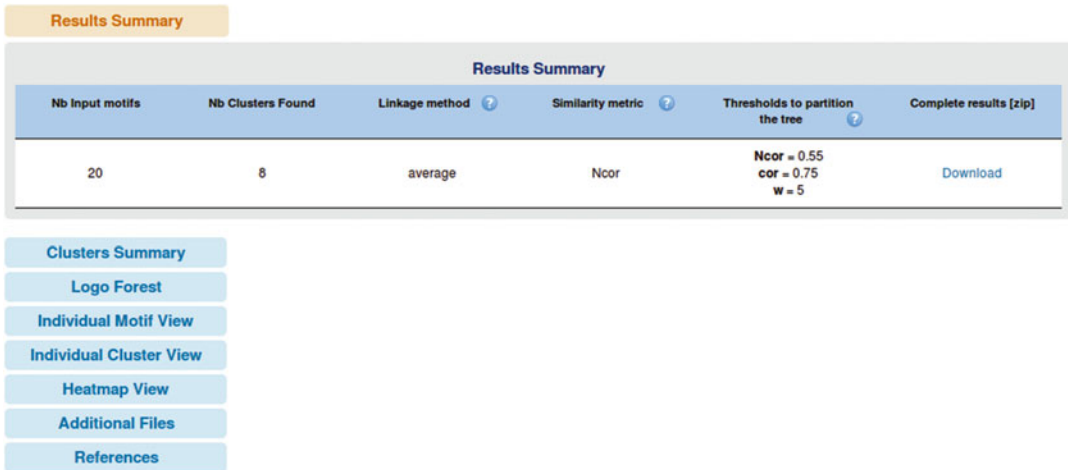 Results Summary
Results Summary
Nb Input motifs Nb Clusters Found Linkage method ? Similarity metric ? Thresholds to partition Complete results [zip]
the tree ?
Ncor = 0.55
20 8 average Ncor cor = 0.75 Download
w = 5
Clusters Summary
Logo Forest
Individual Motif View
Individual Cluster View
Heatmap View
Additional Files
References